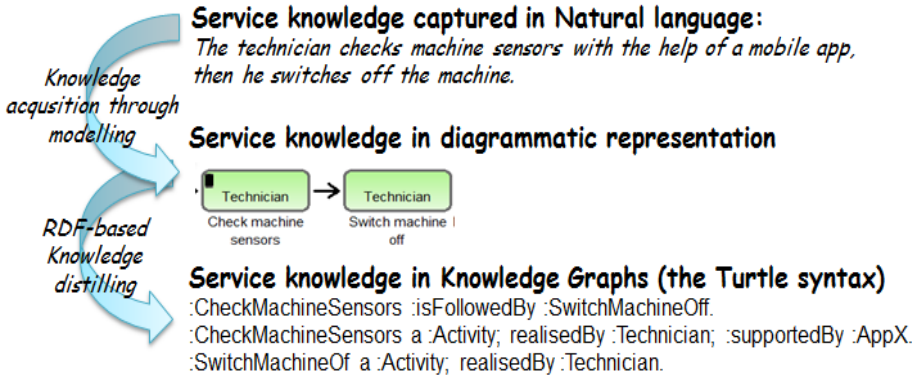 Service knowledge captured in Natural language:
The technician checks machine sensors with the help of a mobile app,
then he switches off the machine.
Knowledge
acqusition through
modelling
Service knowledge in diagrammatic representation
Technician
Technician
Check machine
sensors
Switch machine
off
RDF-based
Knowledge
distilling
Service knowledge in Knowledge Graphs (the Turtle syntax)
:CheckMachineSensors :isFollowedBy :SwitchMachineOff.
:CheckMachineSensors a :Activity; realisedBy :Technician; :supportedBy :AppX.
:SwitchMachineOf a :Activity; realisedBy :Technician.